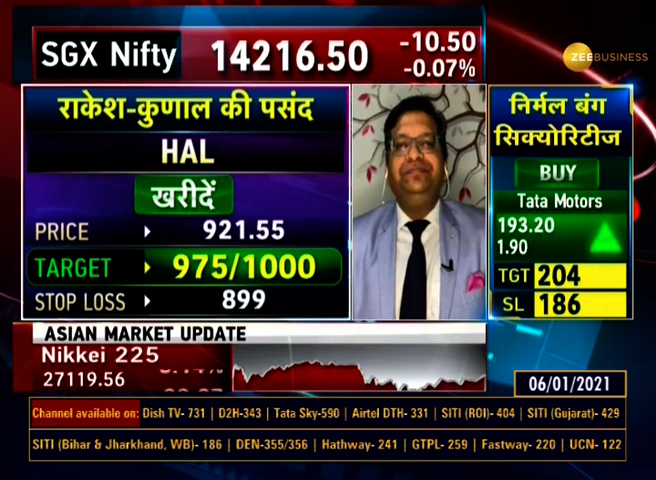 SGX Nifty 14216.50 -10.50
-0.07%
ZEE BUSINESS
राकेश-कुणाल की पसंद
HAL
खरीदें
PRICE 921.55
TARGET 975/1000
STOP LOSS 899
निर्मल बंग
सिक्योरिटीज
BUY
Tata Motors
193.20
1.90
TGT 204
SL 186
ASIAN MARKET UPDATE
Nikkei 225
27119.56
06/01/2021
Channel available on: Dish TV- 731 | D2H-343 | Tata Sky-590 | Airtel DTH- 331 | SITI (ROI)- 404 | SITI (Gujarat)- 429
SITI (Bihar & Jharkhand, WB)- 186 | DEN-355/356 | Hathway- 241 | GTPL- 259 | Fastway- 220 | UCN- 122